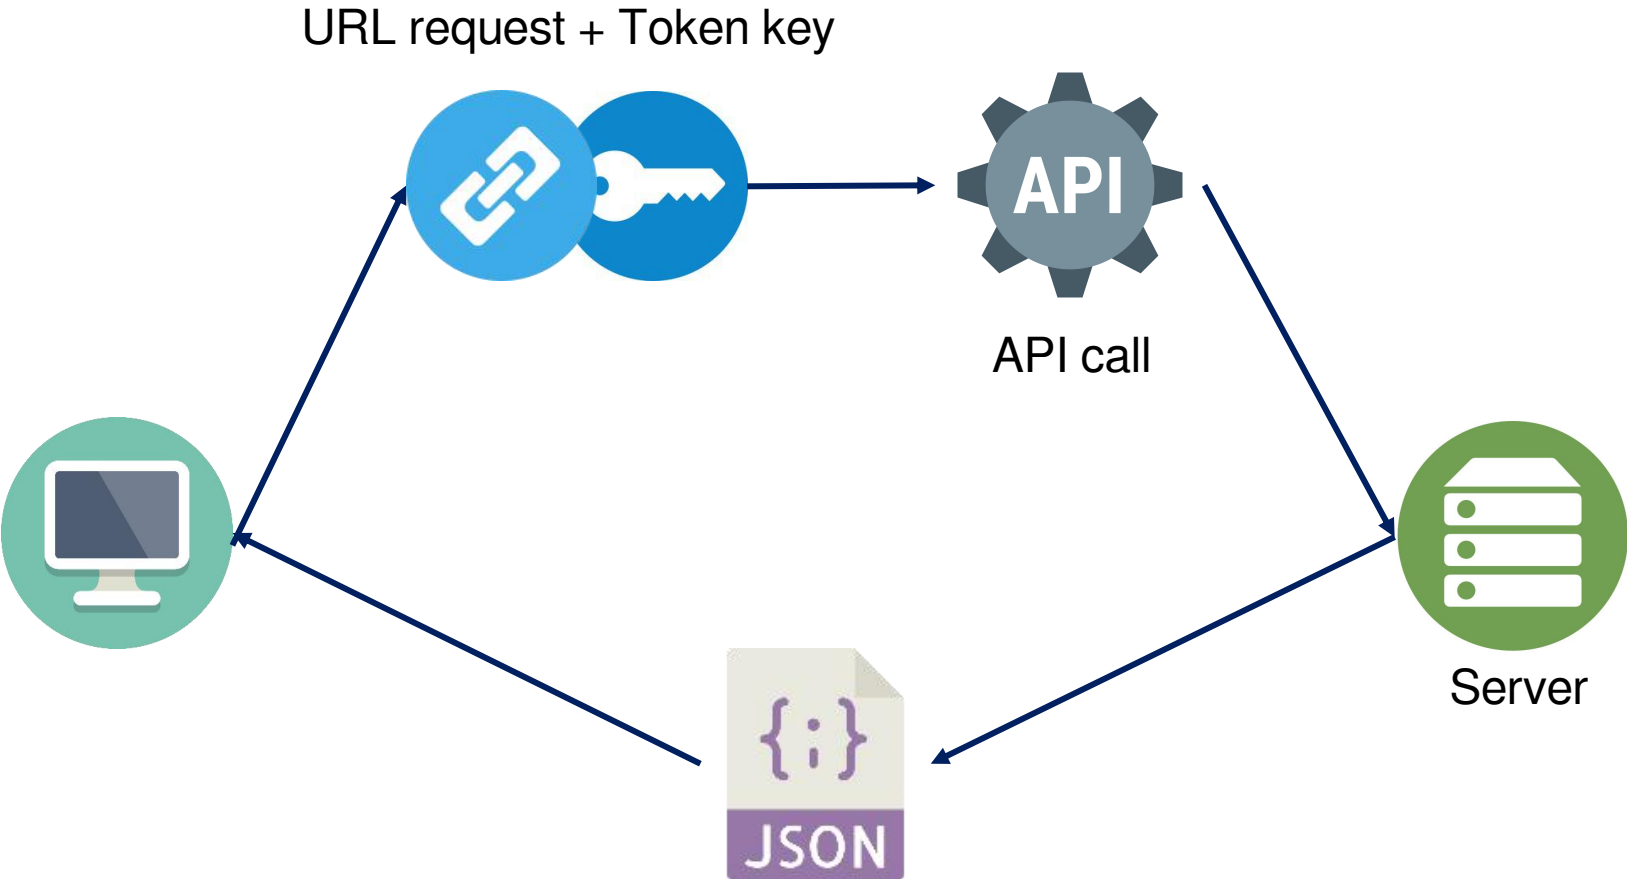 URL request + Token key
API
API call
Server
{;}
JSON